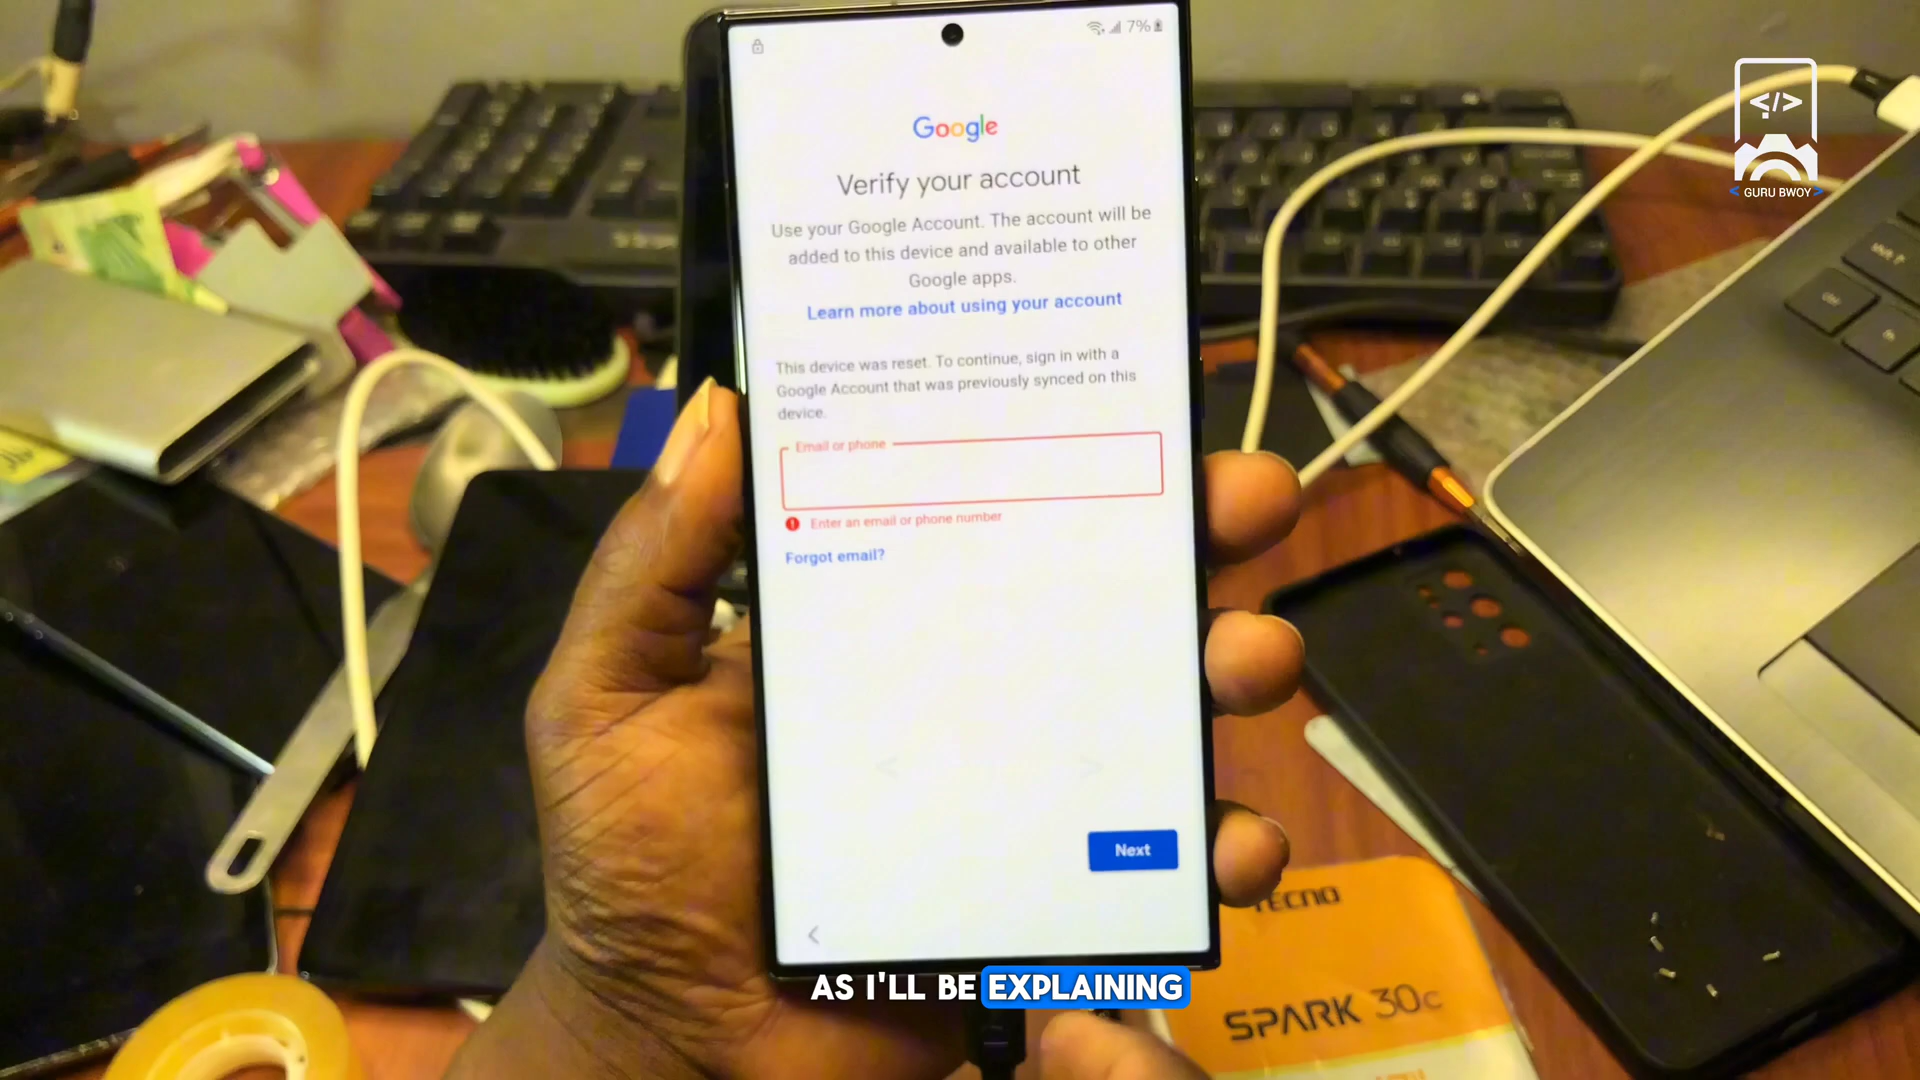 7%
</>
GURU BWOY
Google
Verify your account
Use your Google Account. The account will be
added to this device and available to other
Google apps.
Learn more about using your account
This device was reset. To continue, sign in with a
Google Account that was previously synced on this
device.
Email or phone
Enter an email or phone number
Forgot email?
Next
TECNO
SPARK 30C
AS I'LL BE EXPLAINING